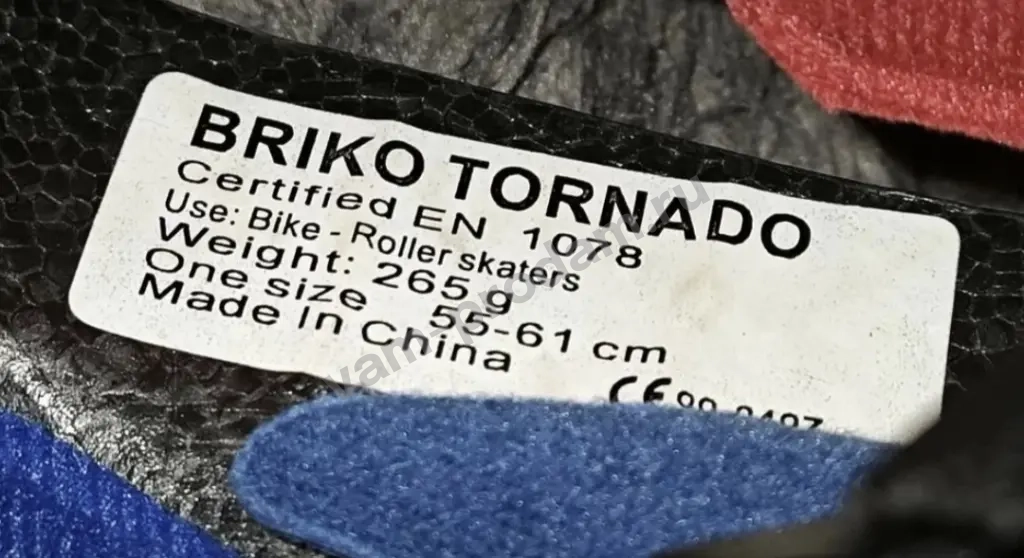 BRIKO TORNADO
Certified EN 1078
Use: Bike - Roller skaters
Weight: 265 g
One size 55-61 cm
Made In China
CE